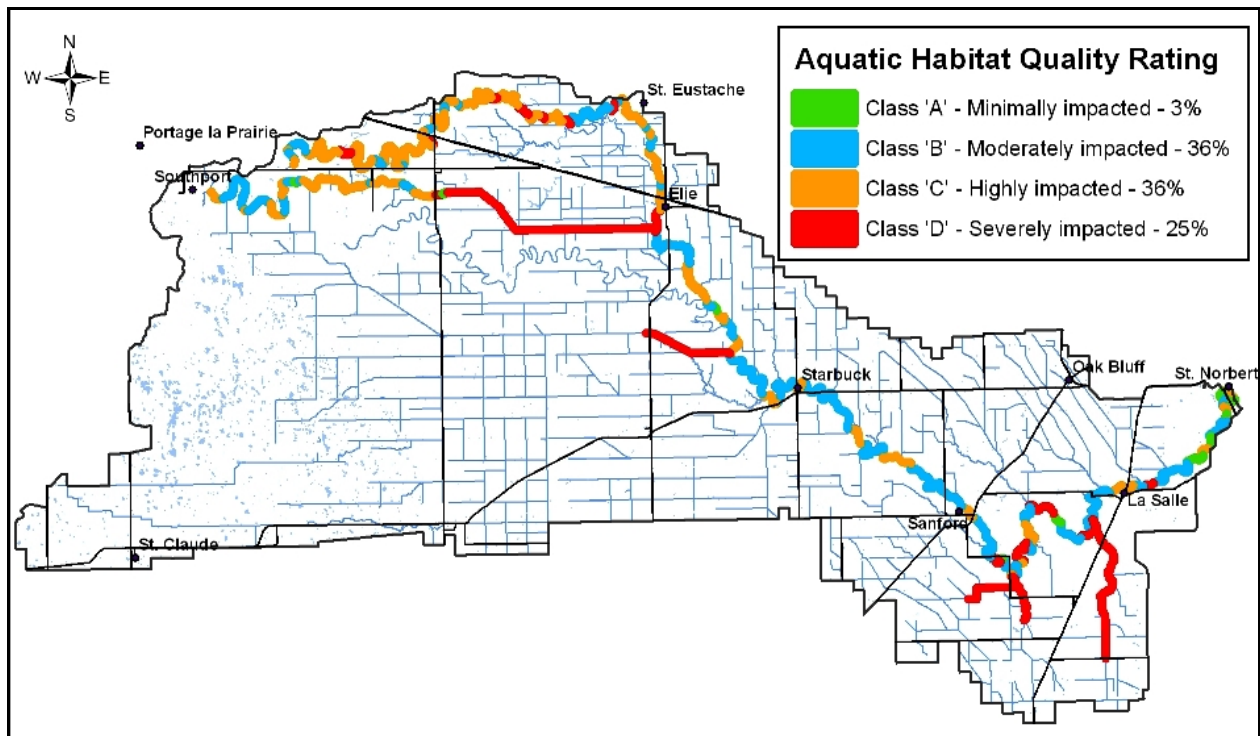 N
W E
S
Aquatic Habitat Quality Rating
Class 'A' - Minimally impacted - 3%
Class 'B' - Moderately impacted - 36%
Class 'C' - Highly impacted - 36%
Class 'D' - Severely impacted - 25%
St. Eustache
Portage la Prairie
Southport
Elie
Starbuck
Oak Bluff
St. Norbert
La Salle
Sanford
St. Claude